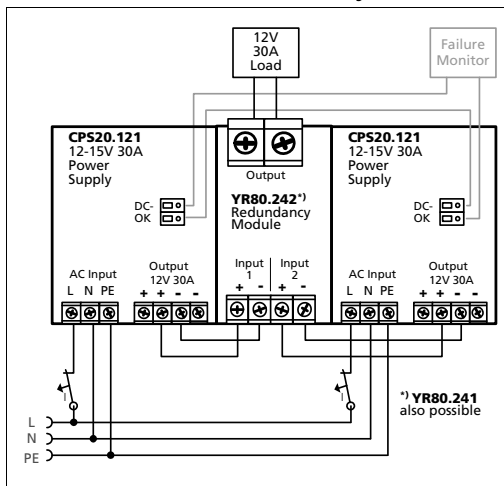 12V
30A
Load
Failure
Monitor
CPS20.121
12-15V 30A
Power
Supply
DC-
OK
AC Input
L N PE
Output
12V 30A
+ + - -
Output
YR80.242*)
Redundancy
Module
Input
1
Input
2
+ - + -
CPS20.121
12-15V 30A
Power
Supply
DC-
OK
AC Input
L N PE
Output
12V 30A
+ + - -
I
I
*) YR80.241
also possible
L
N
PE